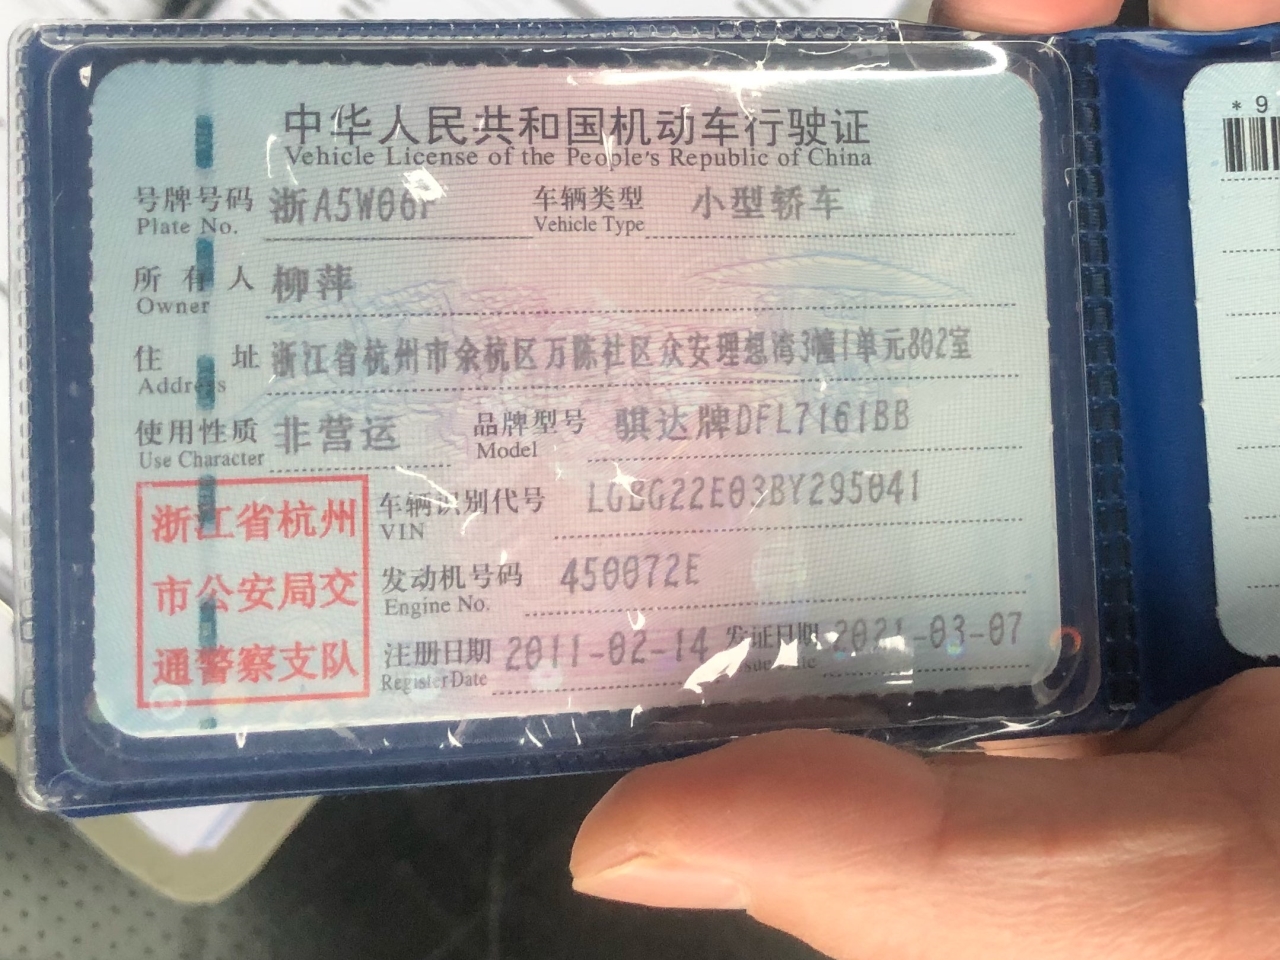 中华人民共和国机动车行驶证
Vehicle License of the People's Republic of China
号牌号码 浙A5W06F 车辆类型 小型轿车
Plate No. Vehicle Type
所有人 柳萍
Owner
住址 浙江省杭州市余杭区万陈社区众安理想湾3幢1单元802室
Address
使用性质 非营运 品牌型号 骐达牌DFL7161BB
Use Character Model
浙江省杭州
市公安局交
通警察支队
车辆识别代号 LGBG22E03BY295041
VIN
发动机号码 450072E
Engine No.
注册日期 2011-02-14 发证日期 2021-03-07
Register Date Issue Date
* 9